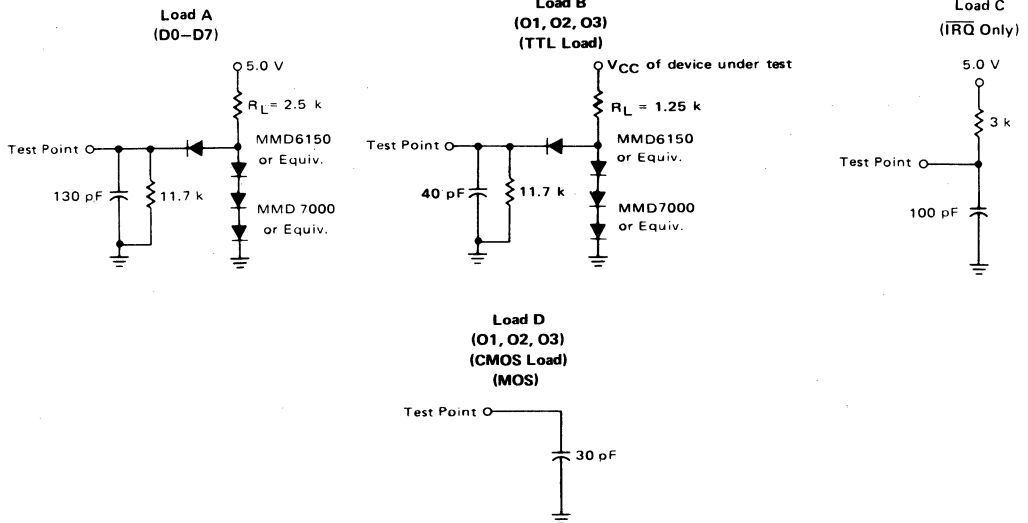 Load A
(D0–D7)
5.0 V
R_L = 2.5 k
MMD6150
or Equiv.
Test Point
130 pF
11.7 k
MMD 7000
or Equiv.
Load B
(O1, O2, O3)
(TTL Load)
V_CC of device under test
R_L = 1.25 k
MMD6150
or Equiv.
Test Point
40 pF
11.7 k
MMD7000
or Equiv.
Load C
(I̅R̅Q̅ Only)
5.0 V
3 k
Test Point
100 pF
Load D
(O1, O2, O3)
(CMOS Load)
(MOS)
Test Point
30 pF